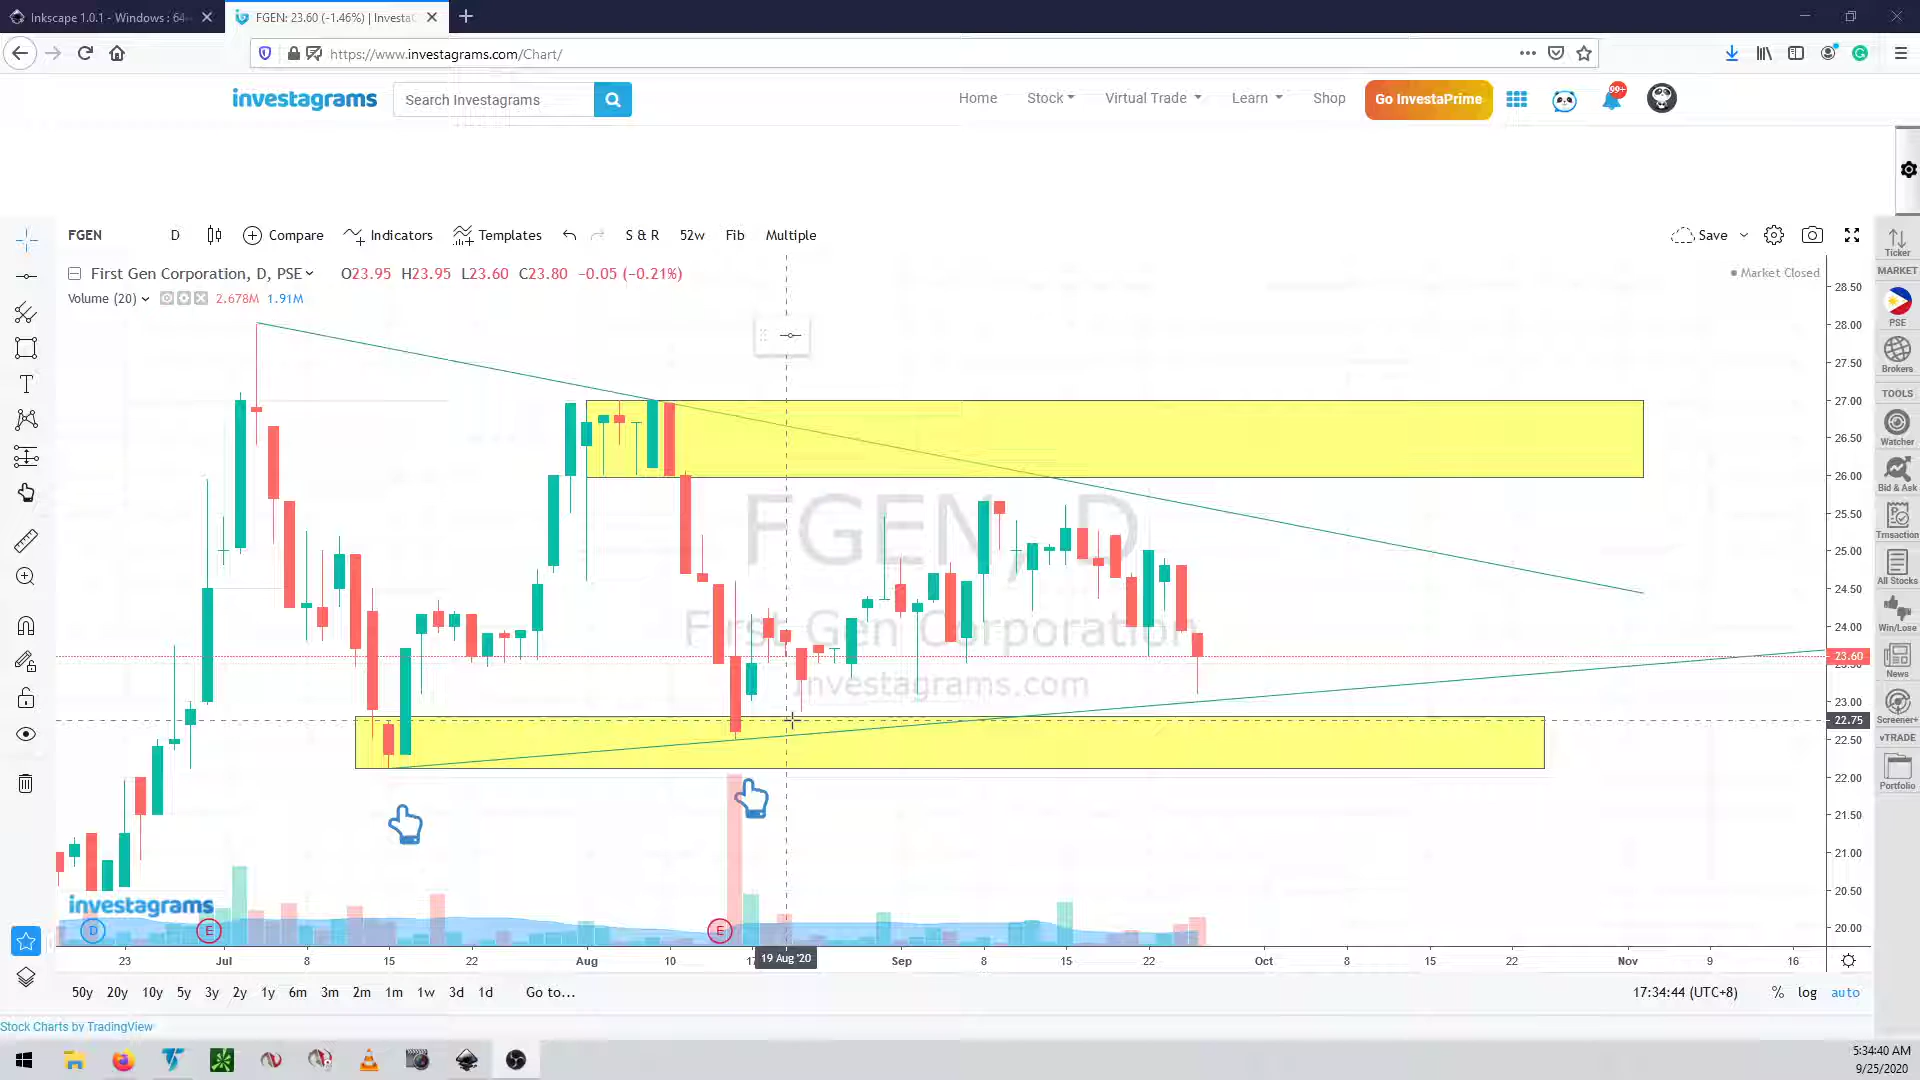 Inkscape 1.0.1 - Windows : 64-
FGEN: 23.60 (-1.46%) | InvestaG
https://www.investagrams.com/Chart/
investagrams
Search Investagrams
Home
Stock
Virtual Trade
Learn
Shop
Go InvestaPrime
99+
FGEN
D
Compare
Indicators
Templates
S & R
52w
Fib
Multiple
Save
First Gen Corporation, D, PSE
O23.95 H23.95 L23.60 C23.80 −0.05 (−0.21%)
Market Closed
Volume (20)
2.678M 1.91M
FGEN, D
First Gen Corporation
investagrams.com
28.50
28.00
27.50
27.00
26.50
26.00
25.50
25.00
24.50
24.00
23.60
23.50
23.00
22.75
22.50
22.00
21.50
21.00
20.50
20.00
Ticker
MARKET
PSE
Brokers
TOOLS
Watcher
Bid & Ask
Trnsaction
All Stocks
Win/Lose
News
Screener+
vTRADE
Portfolio
investagrams
D
E
E
23
Jul
8
15
22
Aug
10
17
19 Aug '20
Sep
8
15
22
Oct
8
15
22
Nov
9
16
50y 20y 10y 5y 3y 2y 1y 6m 3m 2m 1m 1w 3d 1d Go to...
17:34:44 (UTC+8) % log auto
Stock Charts by TradingView
5:34:40 AM
9/25/2020